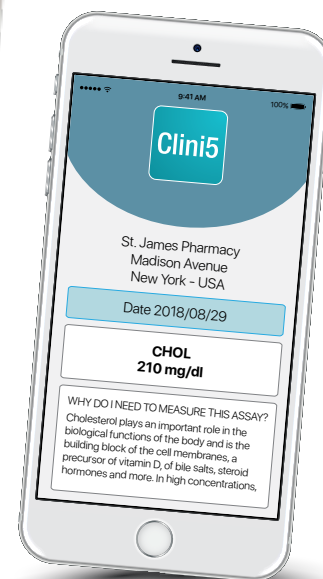 9:41 AM
100%
Clini5
St. James Pharmacy
Madison Avenue
New York - USA
Date 2018/08/29
CHOL
210 mg/dl
WHY DO I NEED TO MEASURE THIS ASSAY?
Cholesterol plays an important role in the
biological functions of the body and is the
building block of the cell membranes, a
precursor of vitamin D, of bile salts, steroid
hormones and more. In high concentrations,